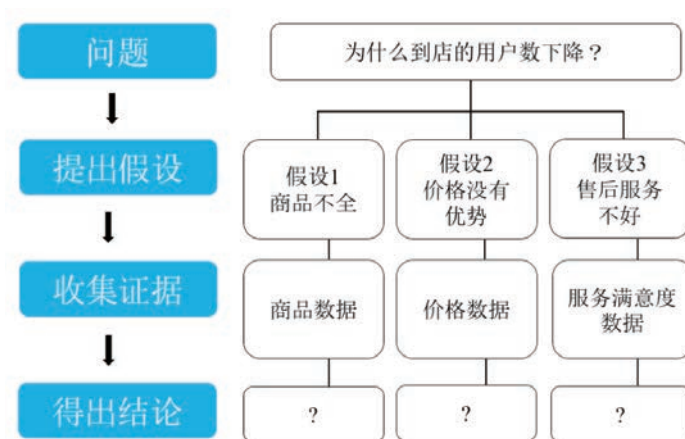 问题
为什么到店的用户数下降？
提出假设
假设1
商品不全
假设2
价格没有
优势
假设3
售后服务
不好
收集证据
商品数据
价格数据
服务满意度
数据
得出结论
?
?
?